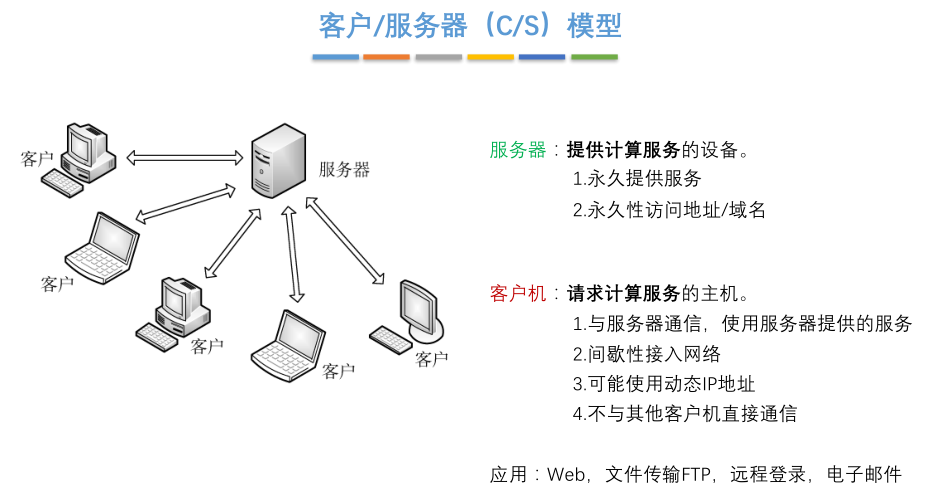 客户/服务器（C/S）模型
客户
服务器
客户
客户
客户
客户
服务器：提供计算服务的设备。
1.永久提供服务
2.永久性访问地址/域名
客户机：请求计算服务的主机。
1.与服务器通信，使用服务器提供的服务
2.间歇性接入网络
3.可能使用动态IP地址
4.不与其他客户机直接通信
应用：Web，文件传输FTP，远程登录，电子邮件